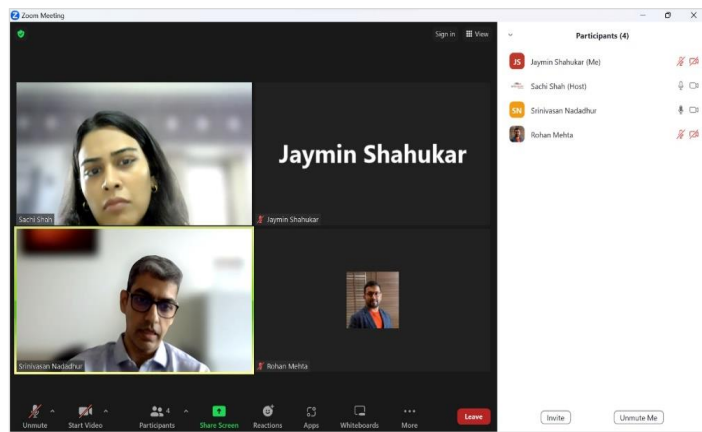 Zoom Meeting
Sign in View
Participants (4)
JS Jaymin Shahukar (Me)
Sachi Shah (Host)
SN Srinivasan Nadadhur
Rohan Mehta
Jaymin Shahukar
Sachi Shah
Jaymin Shahukar
Srinivasan Nadadhur
Rohan Mehta
4
Unmute Start Video Participants Share Screen Reactions Apps Whiteboards More
Leave
Invite Unmute Me